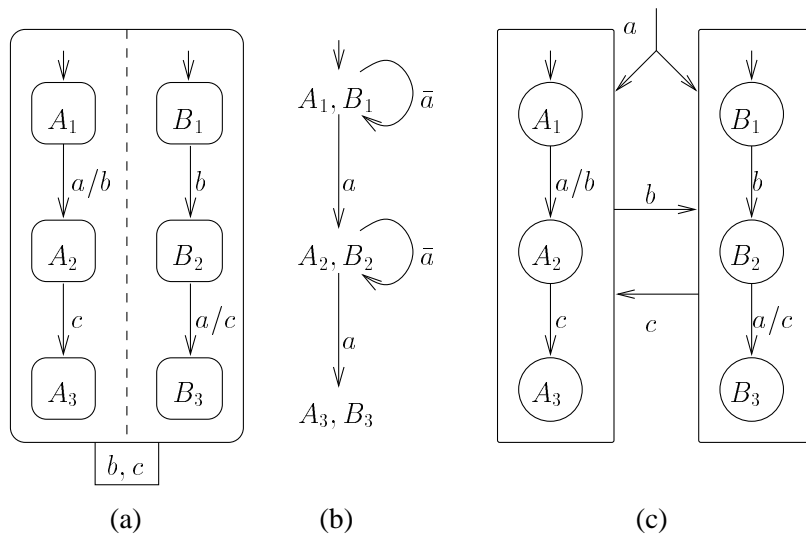 A₁
B₁
a/b
b
A₂
B₂
c
a/c
A₃
B₃
b, c
(a)
A₁, B₁
ā
a
A₂, B₂
ā
a
A₃, B₃
(b)
a
A₁
B₁
a/b
b
b
A₂
B₂
c
c
a/c
A₃
B₃
(c)